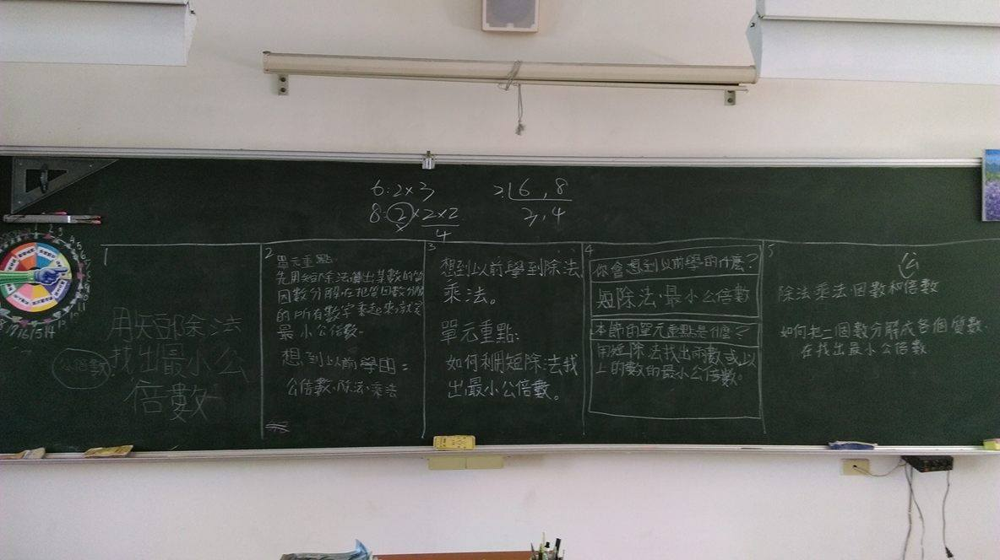 6:2×3
8:2×2×2
4
2 6,8
3,4
1
用短除法
找出最小公
倍數
公倍數
2
單元重點:
先用短除法算出某數的質
因數分解,在把質因數分解
的所有數字乘起來,就是
最小公倍數。
想到以前學的:
公倍數、除法、乘法
3
想到以前學到除法,
乘法。
單元重點:
如何利用短除法找
出最小公倍數。
4
你會想到以前學的什麼?
短除法、最小公倍數
本節的單元重點是什麼?
用短除法找出兩數或以
上的數的最小公倍數。
5
公
除法乘法因數和倍數
如何把二個數分解成各個質數,
在找出最小公倍數